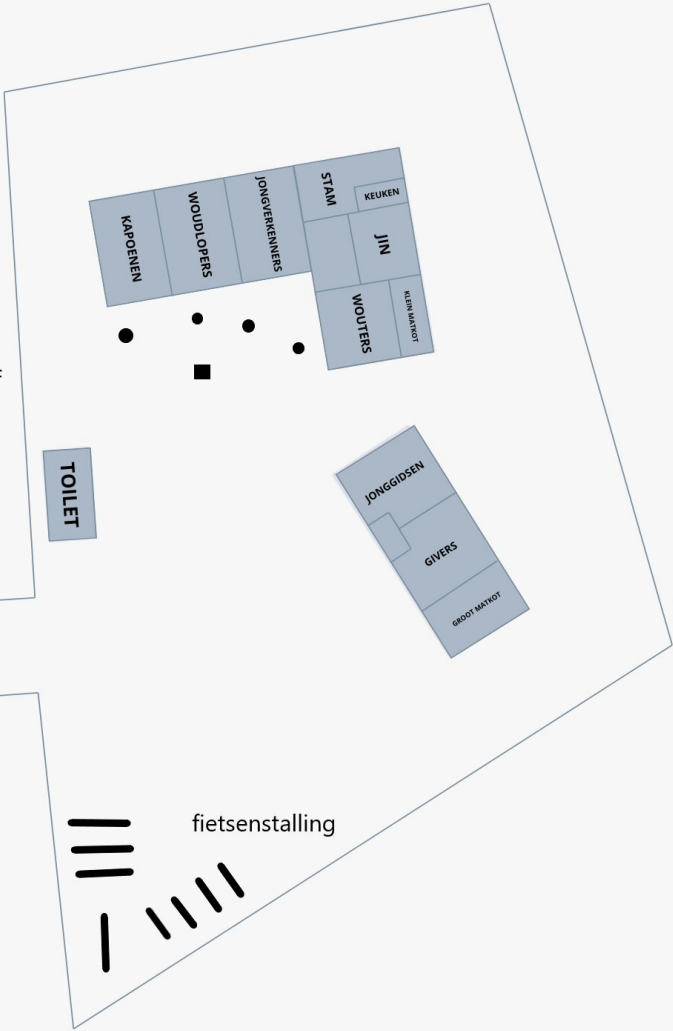 STAM
KEUKEN
JONGVERKENNERS
WOUDLOPERS
KAPOENEN
JIN
WOUTERS
KLEIN MATKOT
TOILET
JONGGIDSEN
GIVERS
GROOT MATKOT
fietsenstalling